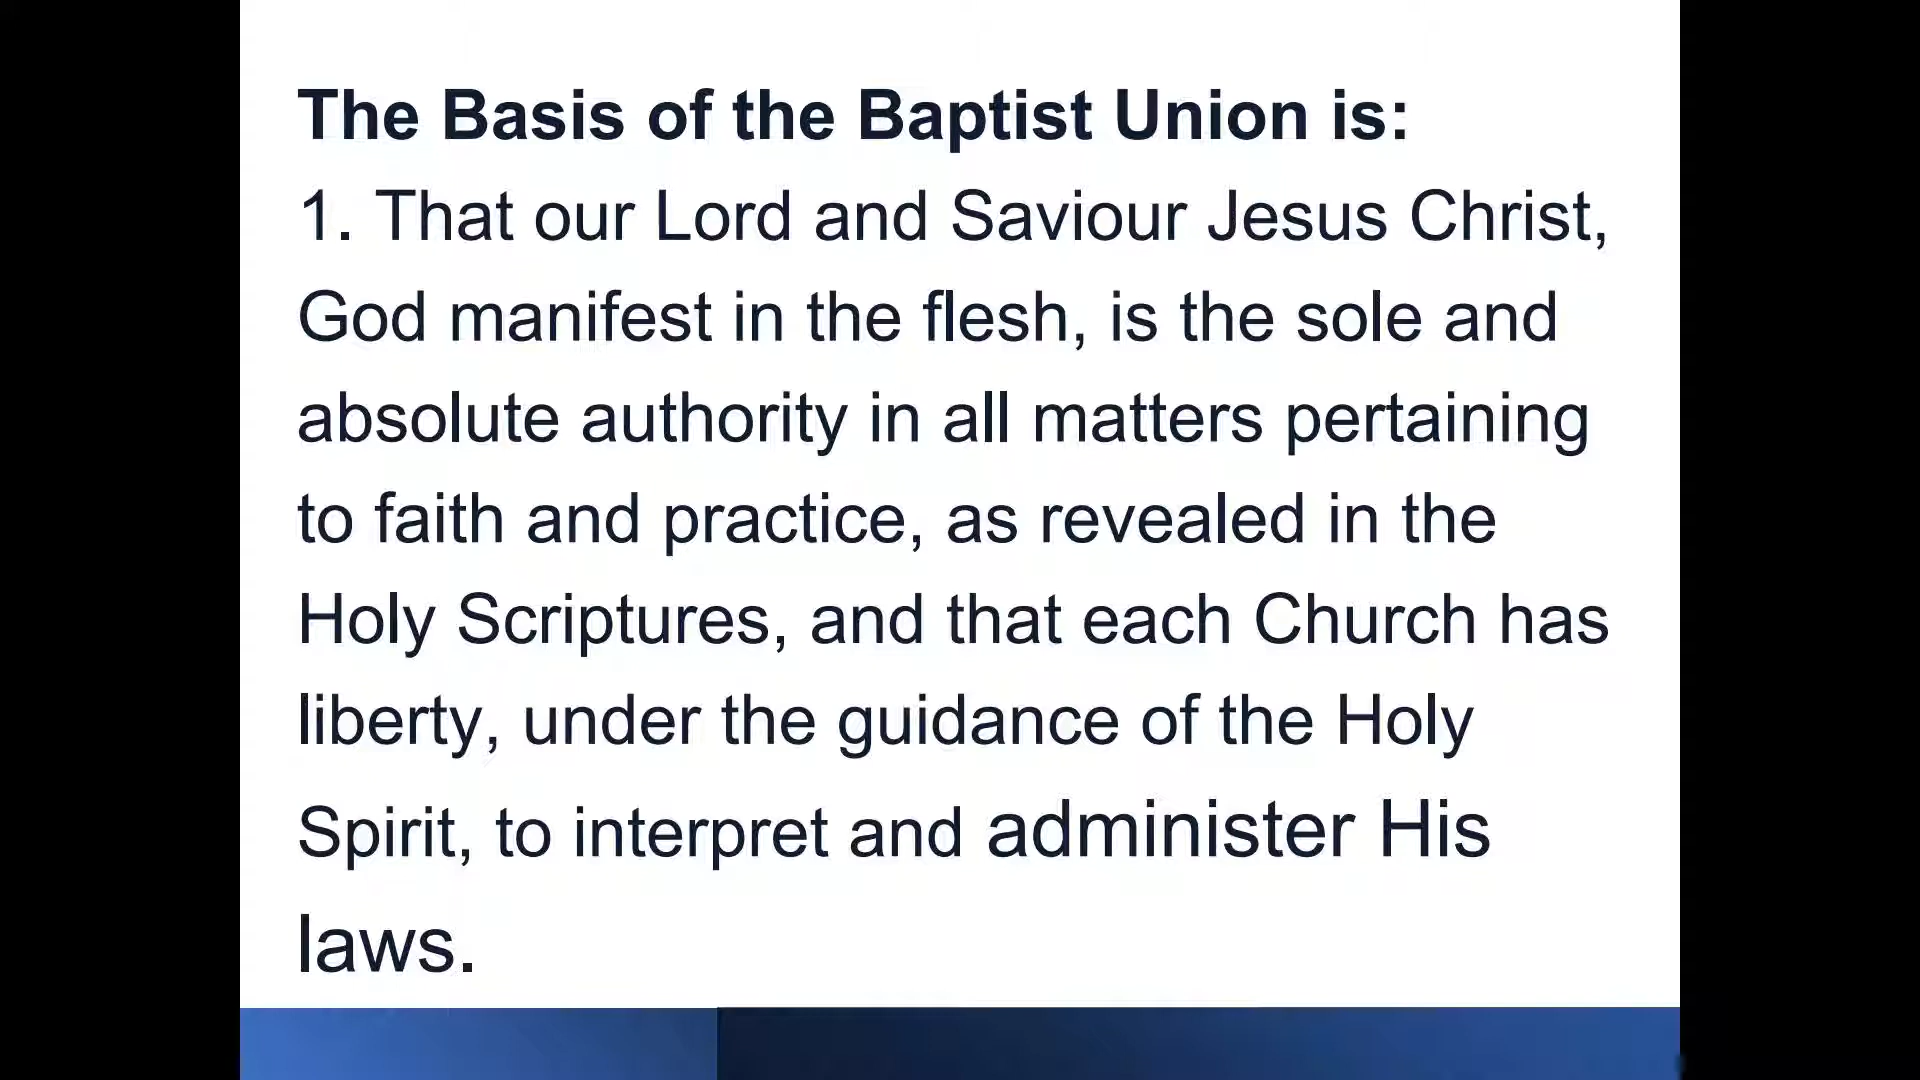 The Basis of the Baptist Union is:
1. That our Lord and Saviour Jesus Christ,
God manifest in the flesh, is the sole and
absolute authority in all matters pertaining
to faith and practice, as revealed in the
Holy Scriptures, and that each Church has
liberty, under the guidance of the Holy
Spirit, to interpret and administer His
laws.